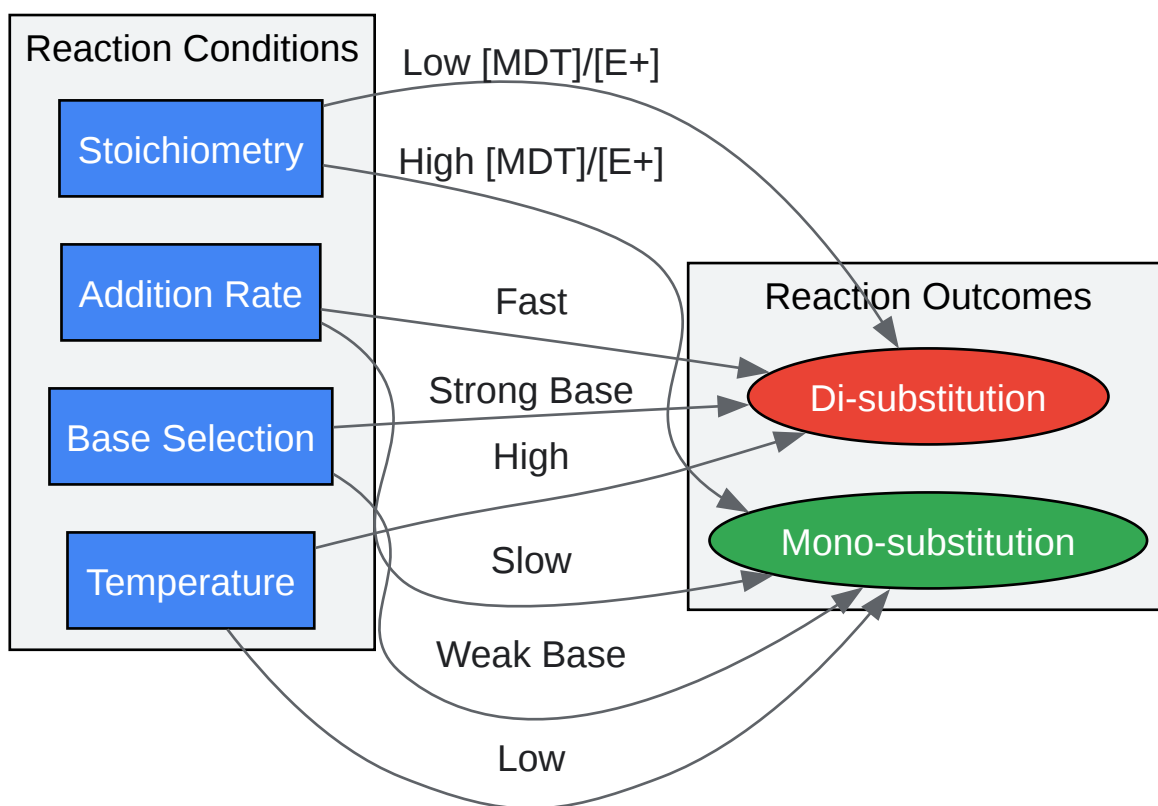 Reaction Conditions
Stoichiometry
Addition Rate
Base Selection
Temperature
Low [MDT]/[E+]
High [MDT]/[E+]
Fast
Strong Base
High
Slow
Weak Base
Low
Reaction Outcomes
Di-substitution
Mono-substitution